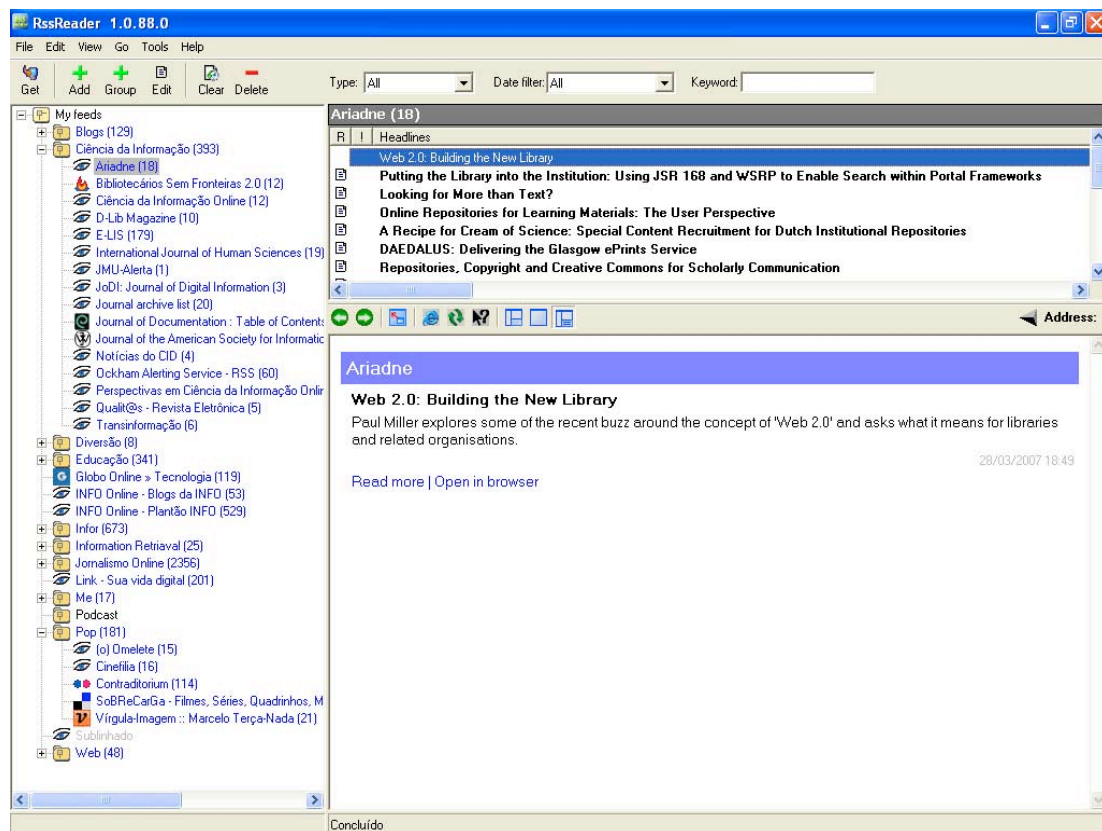 RssReader 1.0.88.0
File Edit View Go Tools Help
Get Add Group Edit Clear Delete Type: All Date filter: All Keyword:
My feeds
Blogs (129)
Ciência da Informação (393)
Ariadne (18)
Bibliotecários Sem Fronteiras 2.0 (12)
Ciência da Informação Online (12)
D-Lib Magazine (10)
E-LIS (179)
International Journal of Human Sciences (19)
JMU-Alerta (1)
JoDI: Journal of Digital Information (3)
Journal archive list (20)
Journal of Documentation : Table of Contents
Journal of the American Society for Informatic
Notícias do CID (4)
Ockham Alerting Service - RSS (60)
Perspectivas em Ciência da Informação Onlir
Qualit@s - Revista Eletrônica (5)
Transinformação (6)
Diversão (8)
Educação (341)
Globo Online » Tecnologia (119)
INFO Online - Blogs da INFO (53)
INFO Online - Plantão INFO (529)
Infor (673)
Information Retriaval (25)
Jornalismo Online (2356)
Link - Sua vida digital (201)
Me (17)
Podcast
Pop (181)
(o) Omelete (15)
Cinefilia (16)
Contraditorium (114)
SoBReCarGa - Filmes, Séries, Quadrinhos, M
Vírgula-Imagem :: Marcelo Terça-Nada (21)
Sublinhado
Web (48)
Ariadne (18)
R ! Headlines
Web 2.0: Building the New Library
Putting the Library into the Institution: Using JSR 168 and WSRP to Enable Search within Portal Frameworks
Looking for More than Text?
Online Repositories for Learning Materials: The User Perspective
A Recipe for Cream of Science: Special Content Recruitment for Dutch Institutional Repositories
DAEDALUS: Delivering the Glasgow ePrints Service
Repositories, Copyright and Creative Commons for Scholarly Communication
Address:
Ariadne
Web 2.0: Building the New Library
Paul Miller explores some of the recent buzz around the concept of 'Web 2.0' and asks what it means for libraries
and related organisations.
28/03/2007 18:49
Read more | Open in browser
Concluído